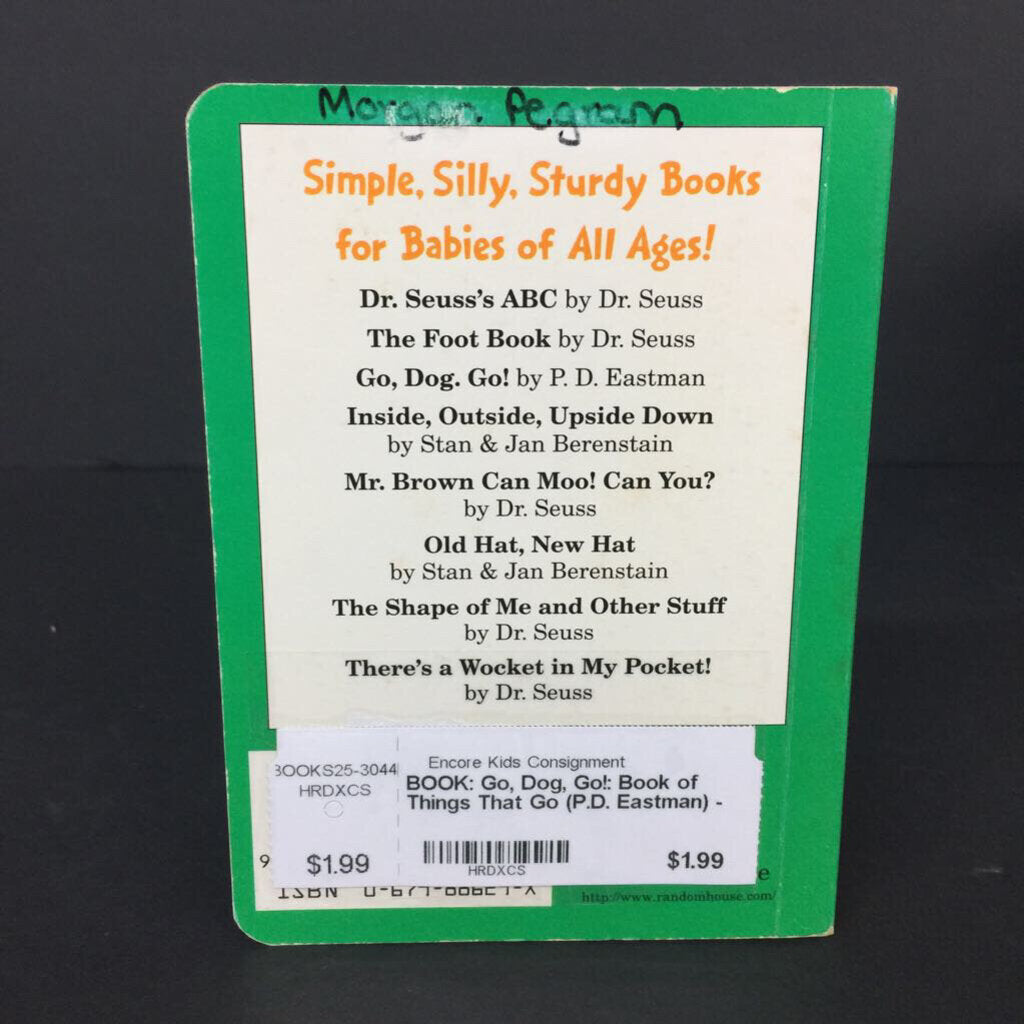 Morgan Pegram
Simple, Silly, Sturdy Books
for Babies of All Ages!
Dr. Seuss's ABC by Dr. Seuss
The Foot Book by Dr. Seuss
Go, Dog. Go! by P. D. Eastman
Inside, Outside, Upside Down
by Stan & Jan Berenstain
Mr. Brown Can Moo! Can You?
by Dr. Seuss
Old Hat, New Hat
by Stan & Jan Berenstain
The Shape of Me and Other Stuff
by Dr. Seuss
There's a Wocket in My Pocket!
by Dr. Seuss
BOOKS25-3044
HRDXCS
$1.99
Encore Kids Consignment
BOOK: Go, Dog, Go!: Book of
Things That Go (P.D. Eastman) -
HRDXCS
$1.99
9
ISBN
http://www.randomhouse.com/